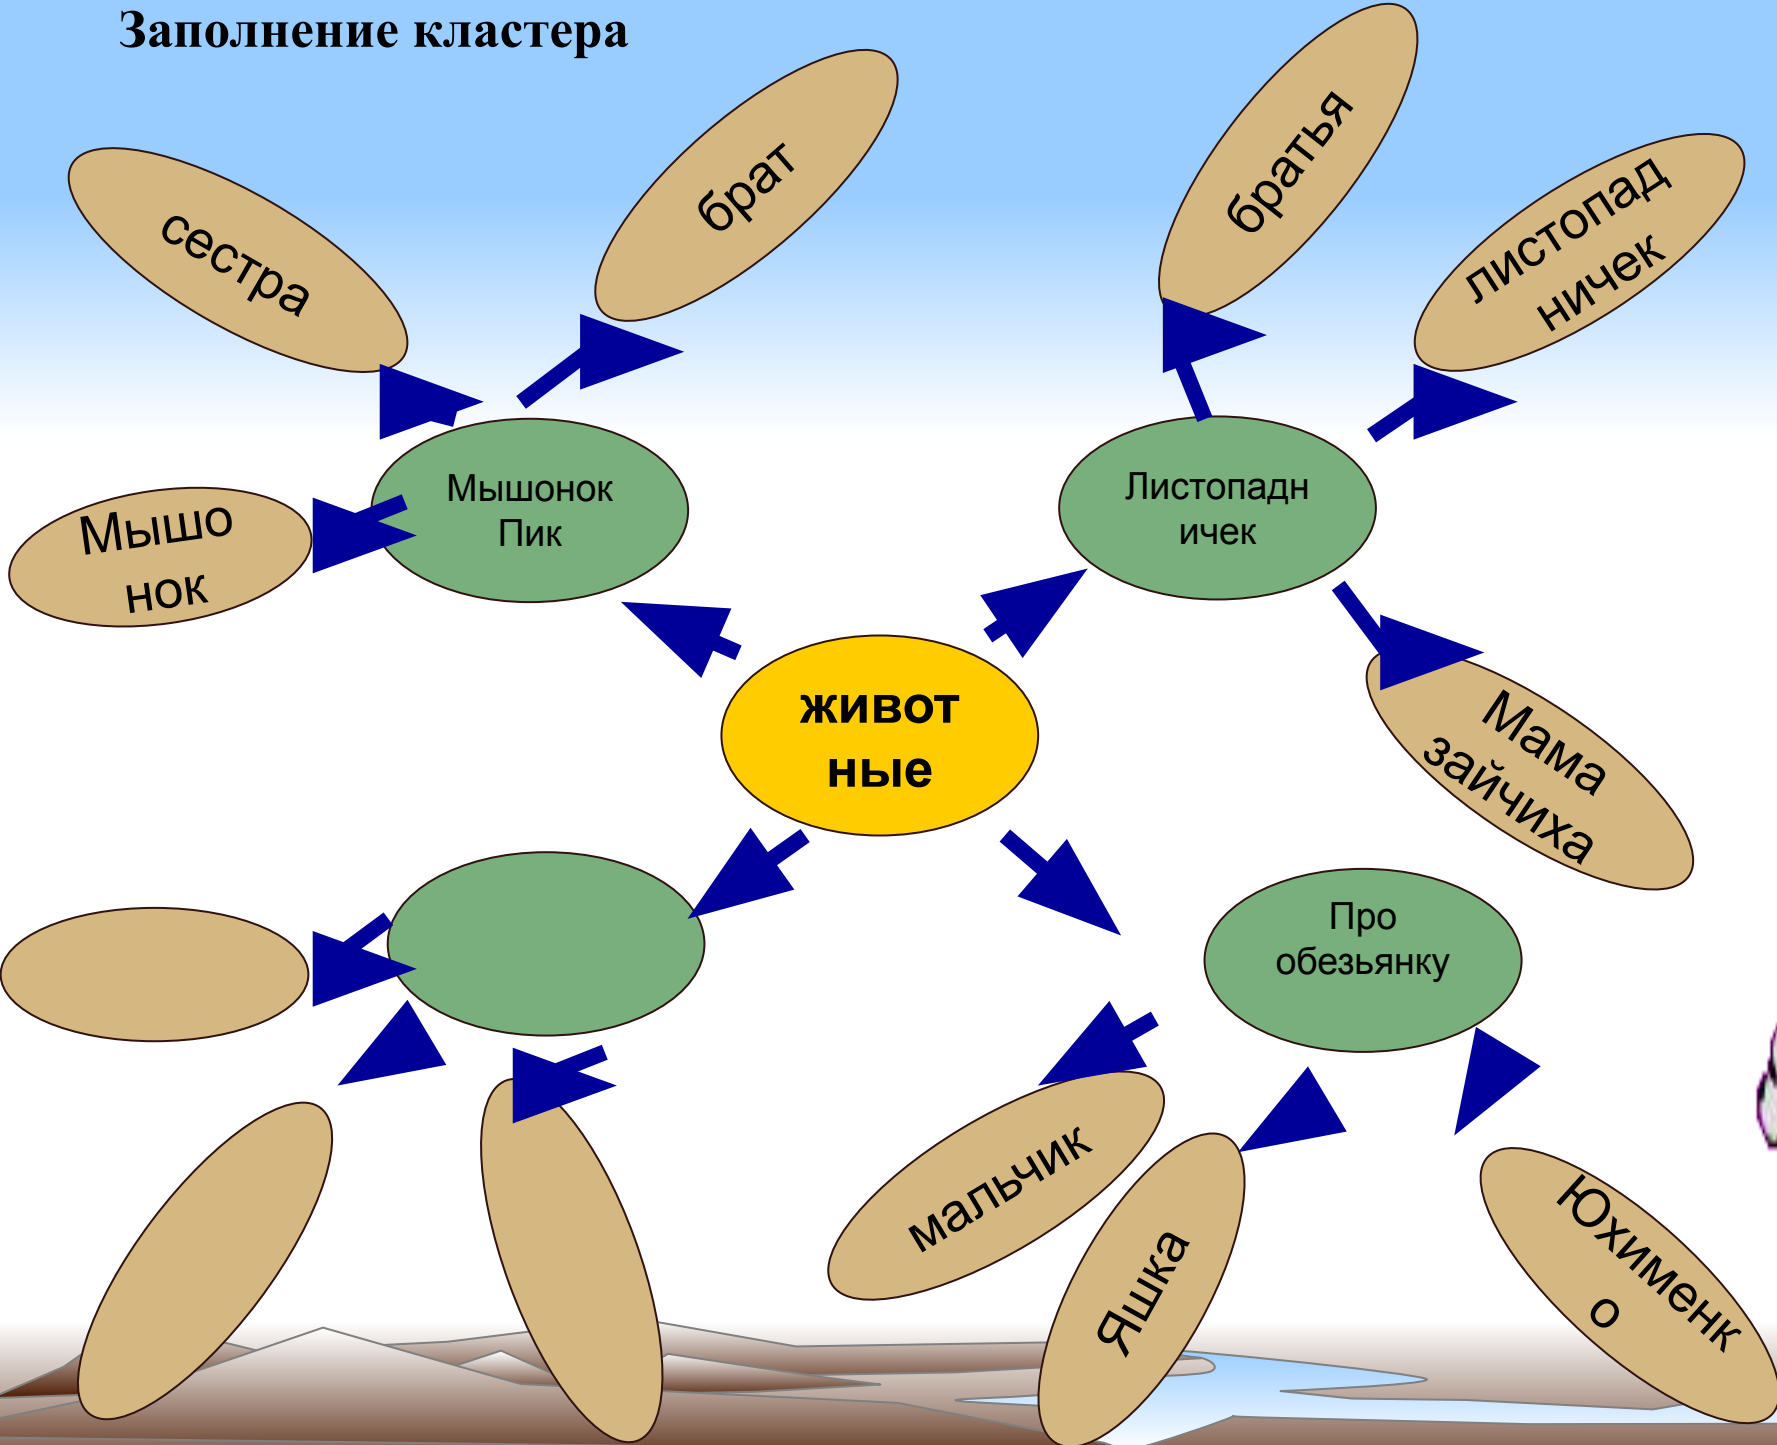 Заполнение кластера
сестра
брат
братья
листопад
ничек
Мышонок
Пик
Листопадн
ичек
Мышо
нок
живот
ные
Мама
зайчиха
Про
обезьянку
мальчик
Яшка
Юхименк
о